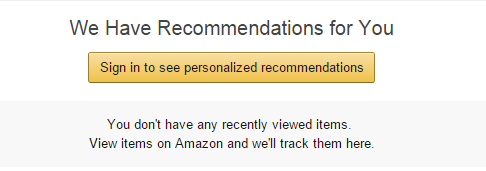 We Have Recommendations for You
Sign in to see personalized recommendations
You don't have any recently viewed items.
View items on Amazon and we'll track them here.